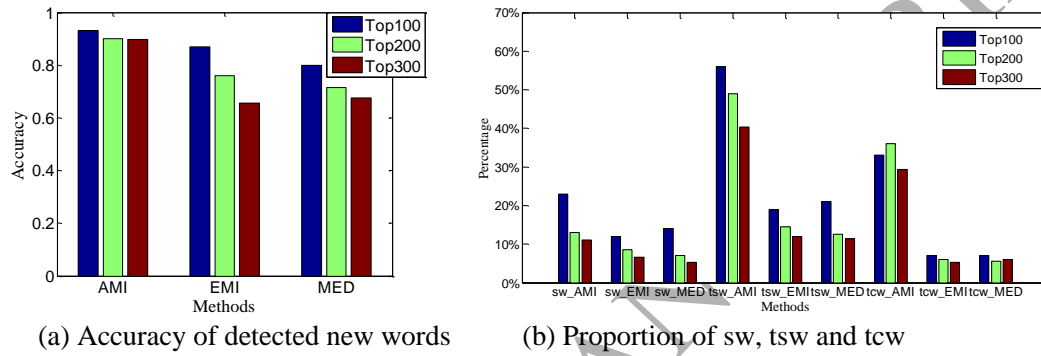 1
0.8
0.6
0.4
0.2
0
Accuracy
Top100
Top200
Top300
AMI EMI MED
Methods
(a) Accuracy of detected new words
70%
60%
50%
40%
30%
20%
10%
0%
Percentage
Top100
Top200
Top300
sw_AMI sw_EMI sw_MED tsw_AMI tsw_EMI tsw_MED tcw_AMI tcw_EMI tcw_MED
Methods
(b) Proportion of sw, tsw and tcw